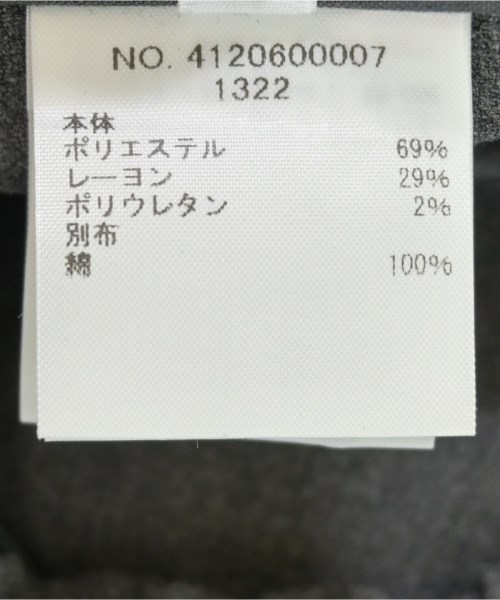 NO. 4120600007
1322
本体
ポリエステル 69%
レーヨン 29%
ポリウレタン 2%
別布
綿 100%